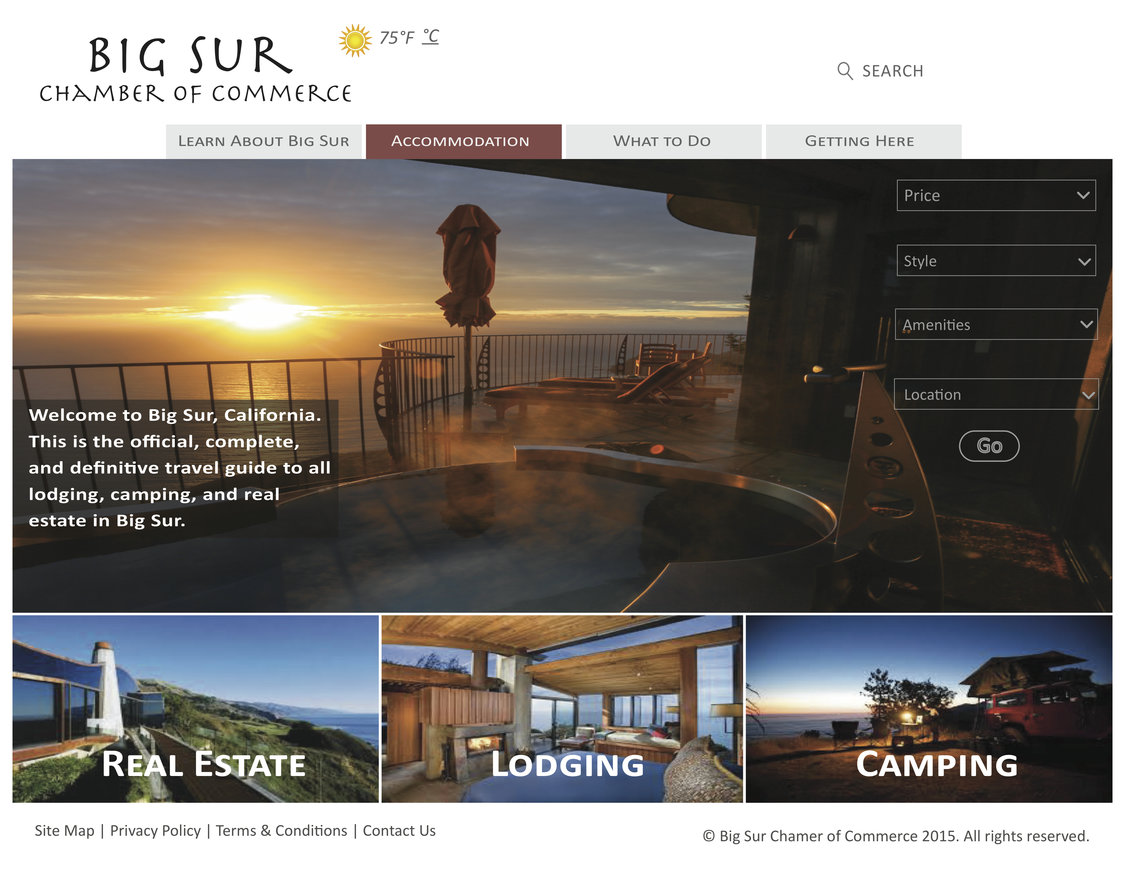 BIG SUR
CHAMBER OF COMMERCE
75°F °C
SEARCH
Learn About Big Sur
Accommodation
What to Do
Getting Here
Price
Style
Amenities
Location
Go
Welcome to Big Sur, California.
This is the official, complete,
and definitive travel guide to all
lodging, camping, and real
estate in Big Sur.
Real Estate
Lodging
Camping
Site Map | Privacy Policy | Terms & Conditions | Contact Us
© Big Sur Chamer of Commerce 2015. All rights reserved.